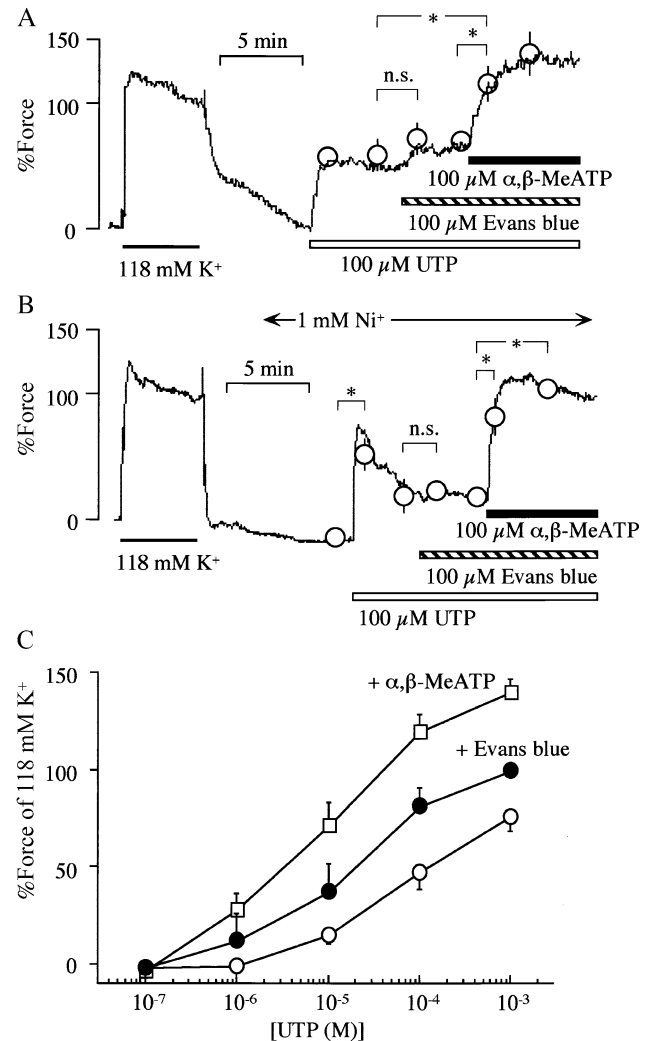 A
150
100
0
%Force
5 min
*
*
n.s.
100 µM α,β-MeATP
100 µM Evans blue
100 µM UTP
118 mM K⁺
B
1 mM Ni⁺
150
100
0
%Force
5 min
*
n.s.
*
*
100 µM α,β-MeATP
100 µM Evans blue
100 µM UTP
118 mM K⁺
C
150
100
50
0
%Force of 118 mM K⁺
+ α,β-MeATP
+ Evans blue
10⁻⁷ 10⁻⁶ 10⁻⁵ 10⁻⁴ 10⁻³
[UTP (M)]